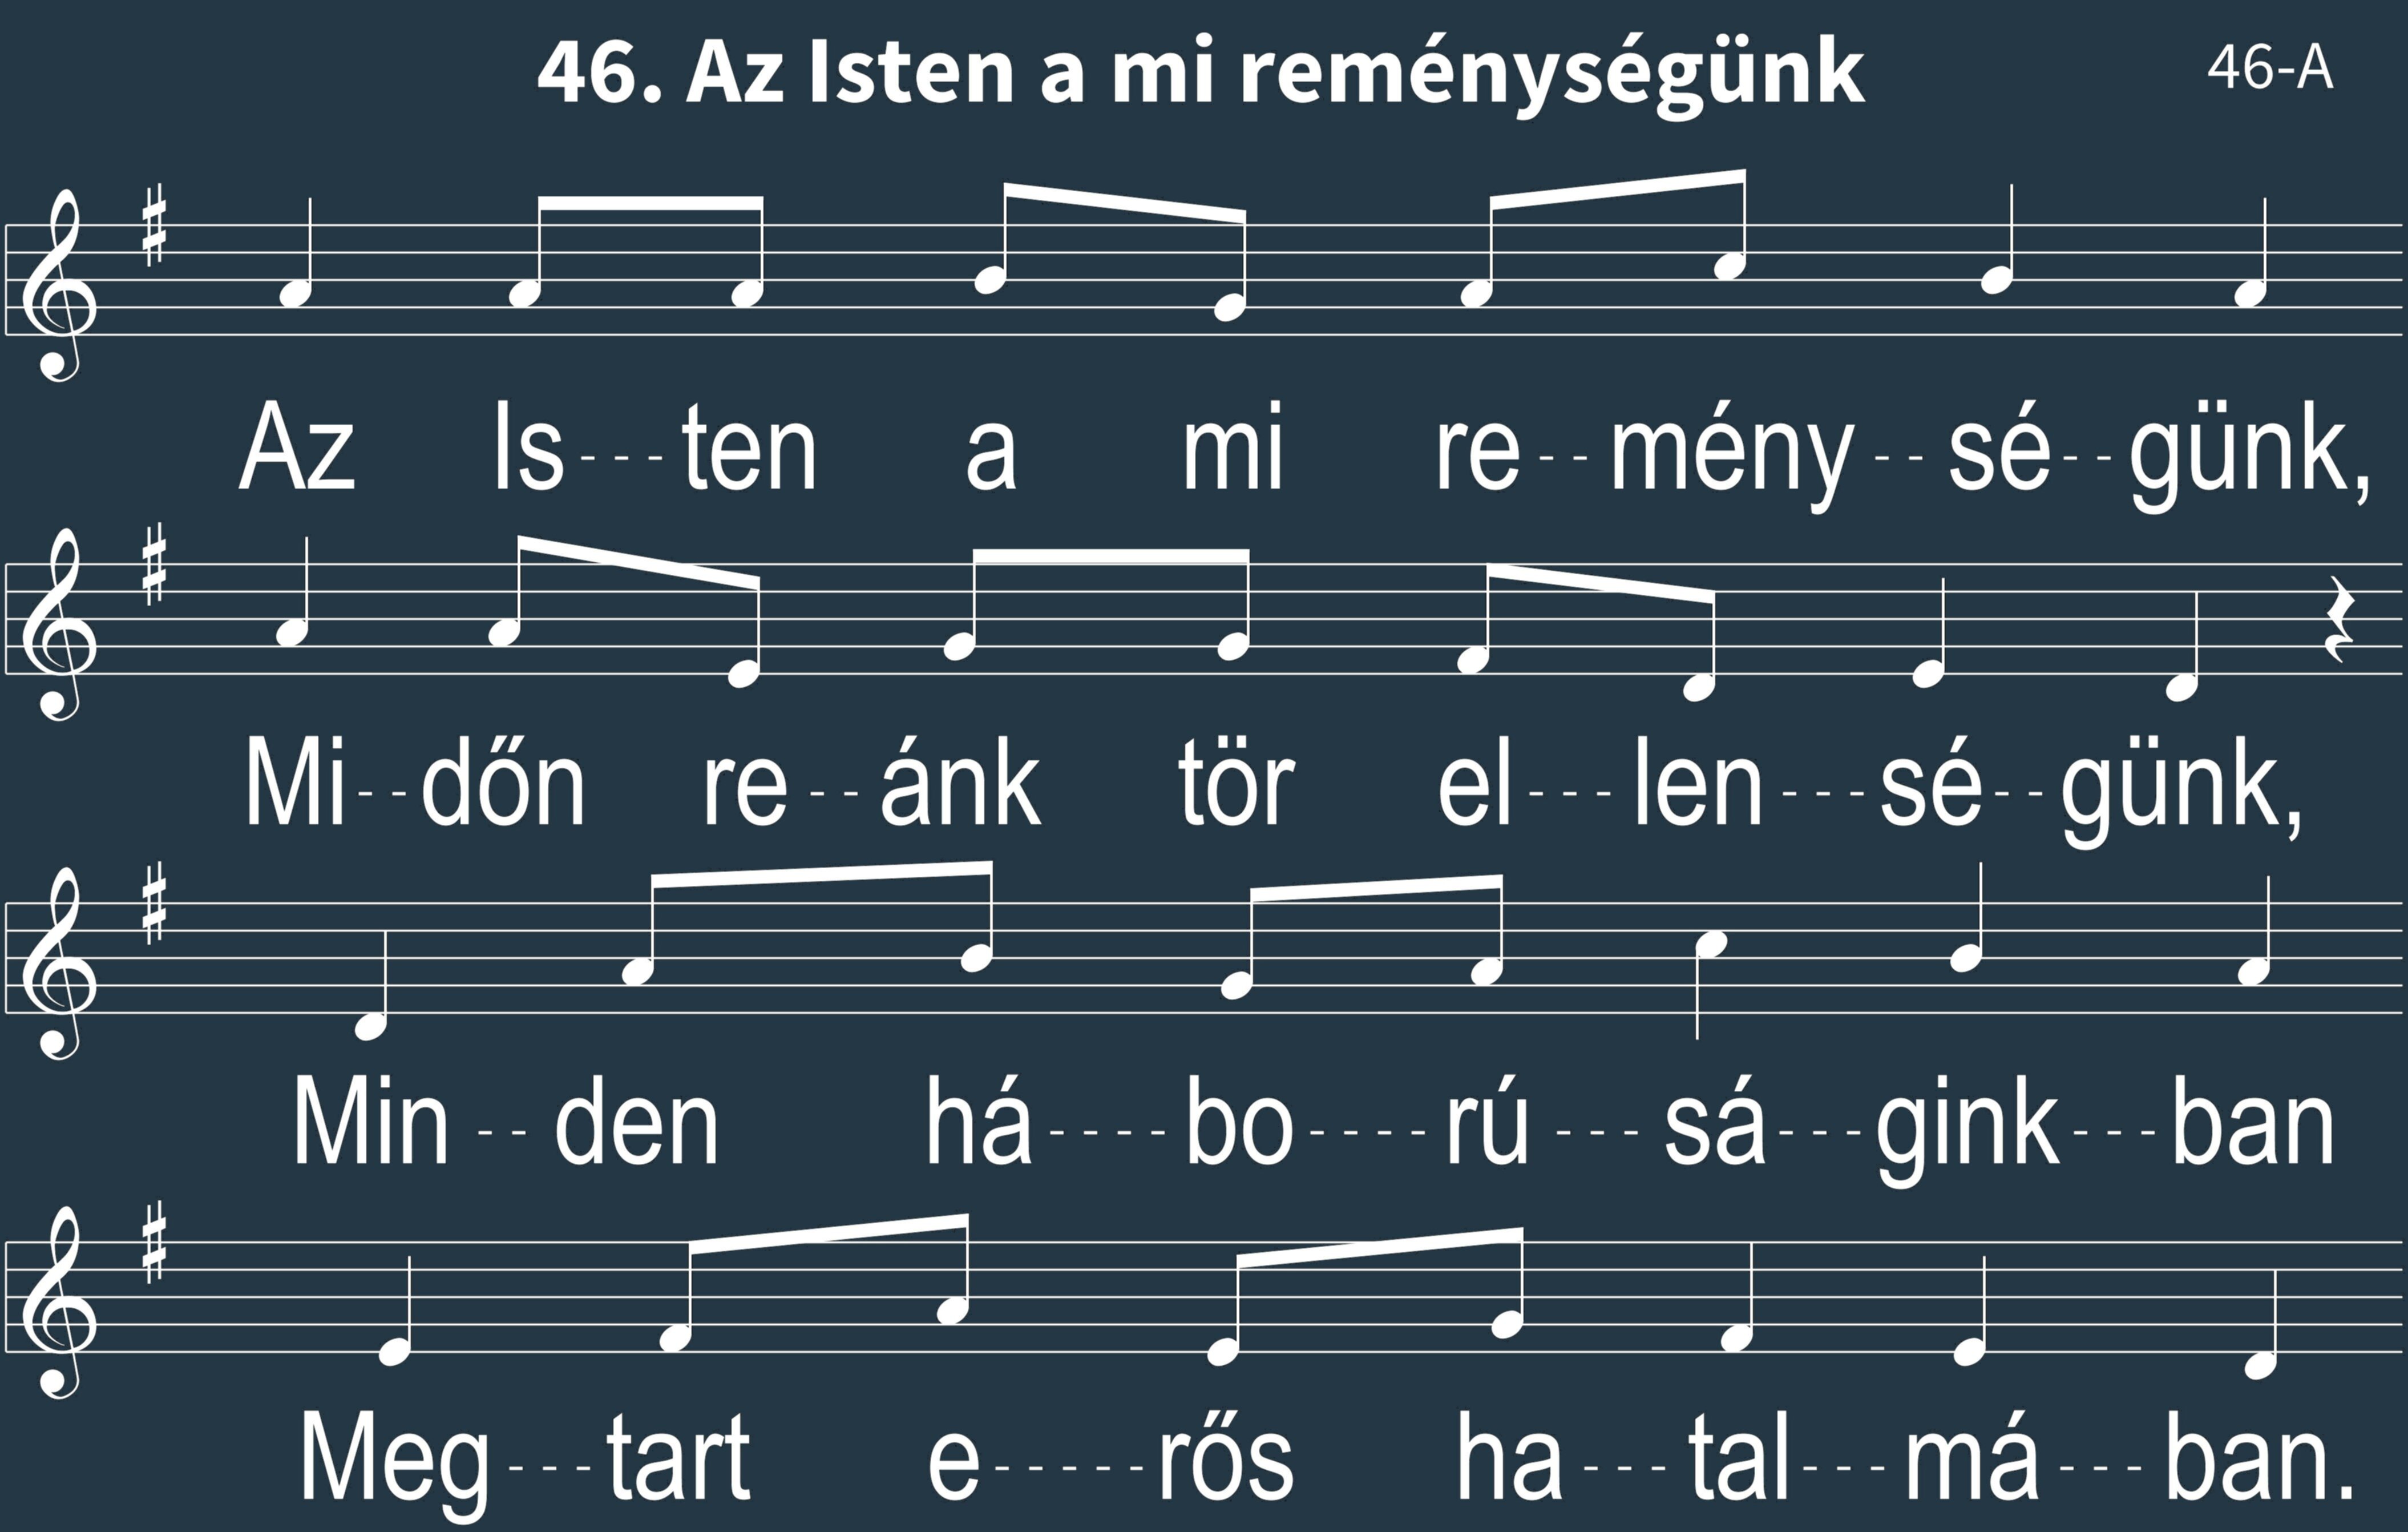 46. Az Isten a mi reménységünk
46-A
Az Is---ten a mi re--mény--sé--günk,
Mi--dőn re--ánk tör el---len---sé--günk,
Min--den há----bo----rú---sá---gink---ban
Meg---tart e-----rős ha---tal---má---ban.